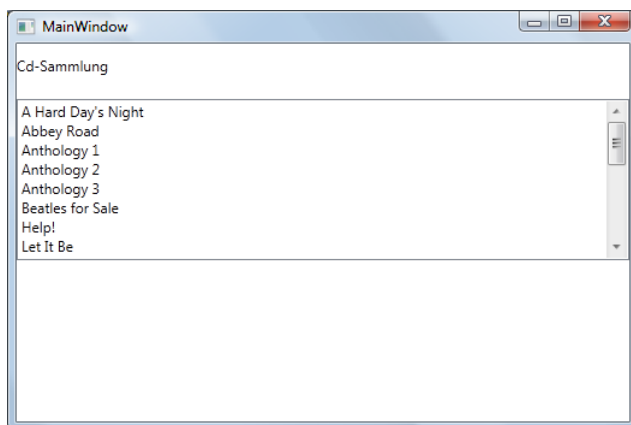 MainWindow
Cd-Sammlung
A Hard Day's Night
Abbey Road
Anthology 1
Anthology 2
Anthology 3
Beatles for Sale
Help!
Let It Be